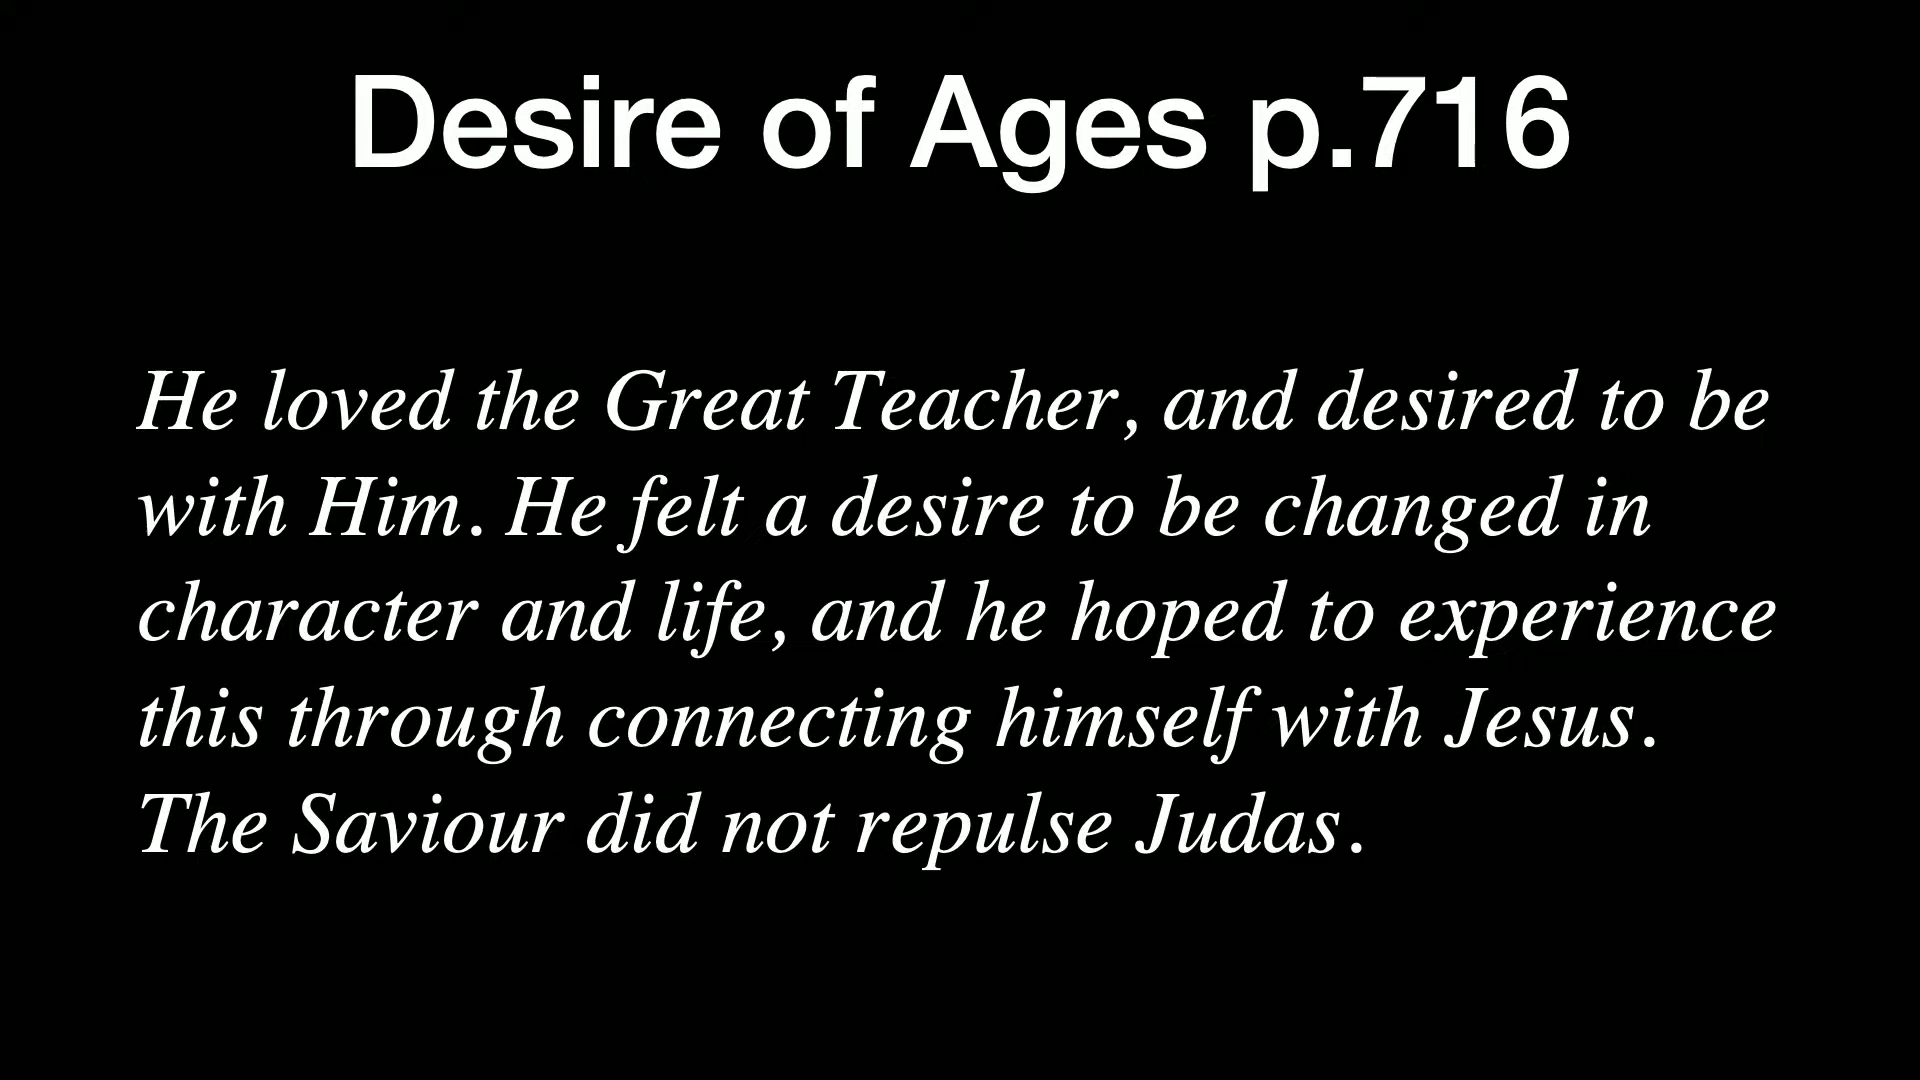 Desire of Ages p.716
He loved the Great Teacher, and desired to be
with Him. He felt a desire to be changed in
character and life, and he hoped to experience
this through connecting himself with Jesus.
The Saviour did not repulse Judas.